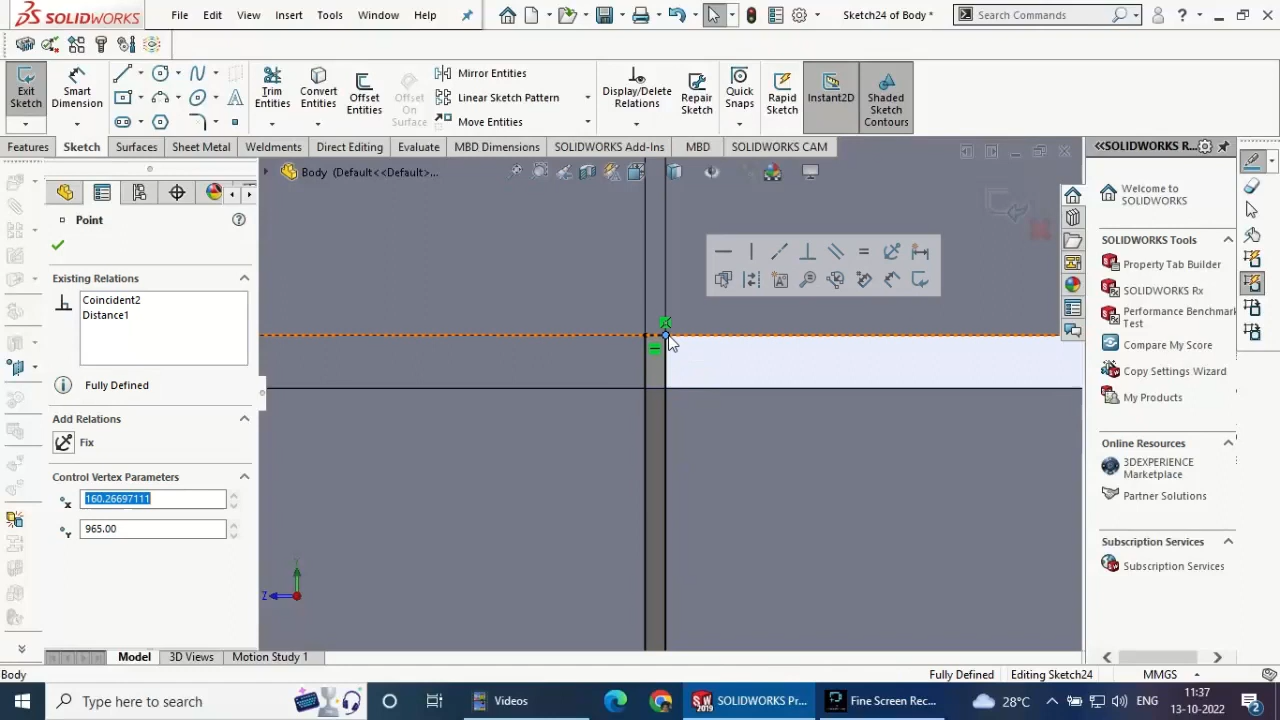 SOLIDWORKS
File
Edit
View
Insert
Tools
Window
Help
Sketch24 of Body *
Search Commands
Exit
Sketch
Smart
Dimension
Trim
Entities
Convert
Entities
Offset
Entities
Offset
On
Surface
Mirror Entities
Linear Sketch Pattern
Move Entities
Display/Delete
Relations
Repair
Sketch
Quick
Snaps
Rapid
Sketch
Instant2D
Shaded
Sketch
Contours
Features
Sketch
Surfaces
Sheet Metal
Weldments
Direct Editing
Evaluate
MBD Dimensions
SOLIDWORKS Add-Ins
MBD
SOLIDWORKS CAM
Body (Default<<Default>...
Point
Existing Relations
Coincident2
Distance1
Fully Defined
Add Relations
Fix
Control Vertex Parameters
160.26697111
965.00
Y
Z
<<SOLIDWORKS R...
Welcome to
SOLIDWORKS
SOLIDWORKS Tools
Property Tab Builder
SOLIDWORKS Rx
Performance Benchmark
Test
Compare My Score
Copy Settings Wizard
My Products
Online Resources
3DEXPERIENCE
Marketplace
Partner Solutions
Subscription Services
Subscription Services
Model
3D Views
Motion Study 1
Body
Fully Defined
Editing Sketch24
MMGS
Type here to search
Videos
SOLIDWORKS Pr...
Fine Screen Rec...
28°C
ENG
11:37
13-10-2022